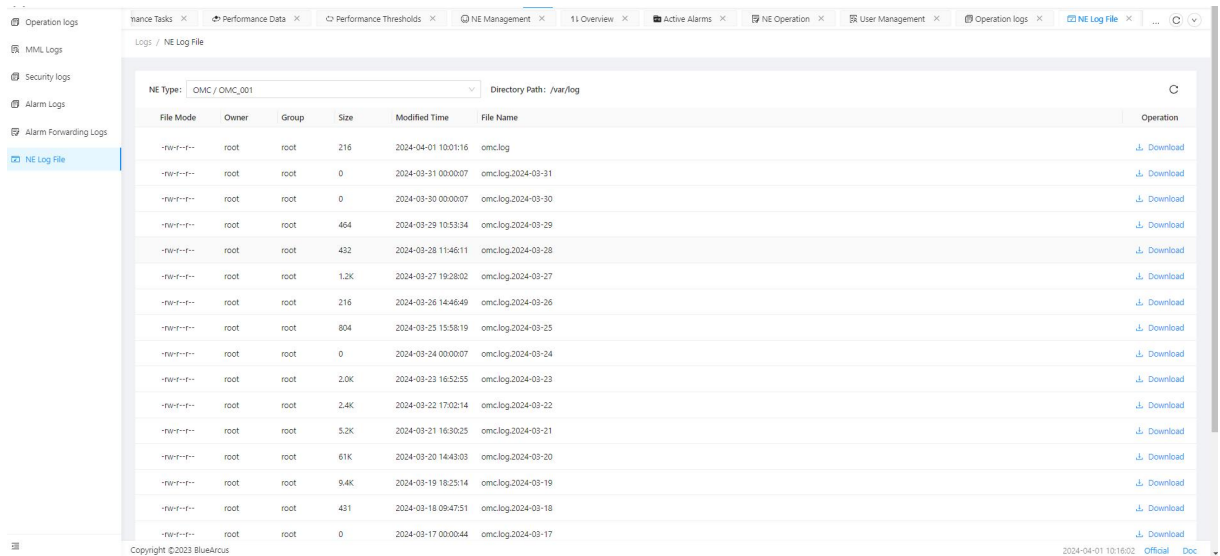 Operation logs
MML Logs
Security logs
Alarm Logs
Alarm Forwarding Logs
NE Log File
mance Tasks × Performance Data × Performance Thresholds × NE Management × Overview × Active Alarms × NE Operation × User Management × Operation logs × NE Log File × ...
Logs / NE Log File
NE Type: OMC / OMC_001 Directory Path: /var/log
File Mode Owner Group Size Modified Time File Name Operation
-rw-r--r-- root root 216 2024-04-01 10:01:16 omc.log Download
-rw-r--r-- root root 0 2024-03-31 00:00:07 omc.log.2024-03-31 Download
-rw-r--r-- root root 0 2024-03-30 00:00:07 omc.log.2024-03-30 Download
-rw-r--r-- root root 464 2024-03-29 10:53:34 omc.log.2024-03-29 Download
-rw-r--r-- root root 432 2024-03-28 11:46:11 omc.log.2024-03-28 Download
-rw-r--r-- root root 1.2K 2024-03-27 19:28:02 omc.log.2024-03-27 Download
-rw-r--r-- root root 216 2024-03-26 14:46:49 omc.log.2024-03-26 Download
-rw-r--r-- root root 804 2024-03-25 15:58:19 omc.log.2024-03-25 Download
-rw-r--r-- root root 0 2024-03-24 00:00:07 omc.log.2024-03-24 Download
-rw-r--r-- root root 2.0K 2024-03-23 16:52:55 omc.log.2024-03-23 Download
-rw-r--r-- root root 2.4K 2024-03-22 17:02:14 omc.log.2024-03-22 Download
-rw-r--r-- root root 5.2K 2024-03-21 16:30:25 omc.log.2024-03-21 Download
-rw-r--r-- root root 61K 2024-03-20 14:43:03 omc.log.2024-03-20 Download
-rw-r--r-- root root 9.4K 2024-03-19 18:25:14 omc.log.2024-03-19 Download
-rw-r--r-- root root 431 2024-03-18 09:47:51 omc.log.2024-03-18 Download
-rw-r--r-- root root 0 2024-03-17 00:00:44 omc.log.2024-03-17 Download
Copyright ©2023 BlueArcus 2024-04-01 10:16:02 Official Doc